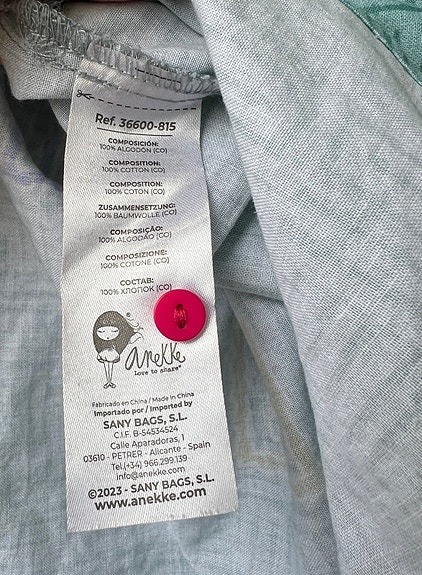 Ref. 36600-815
COMPOSICIÓN:
100% ALGODÓN (CO)
COMPOSITION:
100% COTTON (CO)
COMPOSITION:
100% COTON (CO)
ZUSAMMENSETZUNG:
100% BAUMWOLLE (CO)
COMPOSIÇÃO:
100% ALGODÃO (CO)
COMPOSIZIONE:
100% COTONE (CO)
СОСТАВ:
100% ХЛОПОК (CO)
anekke
love to share®
Fabricado en China / Made in China
Importado por / Imported by
SANY BAGS, S.L.
C.I.F. B-54534524
Calle Aparadoras, 1
03610 - PETRER - Alicante - Spain
Tel.(+34) 966.299.139
info@anekke.com
©2023 - SANY BAGS, S.L.
www.anekke.com